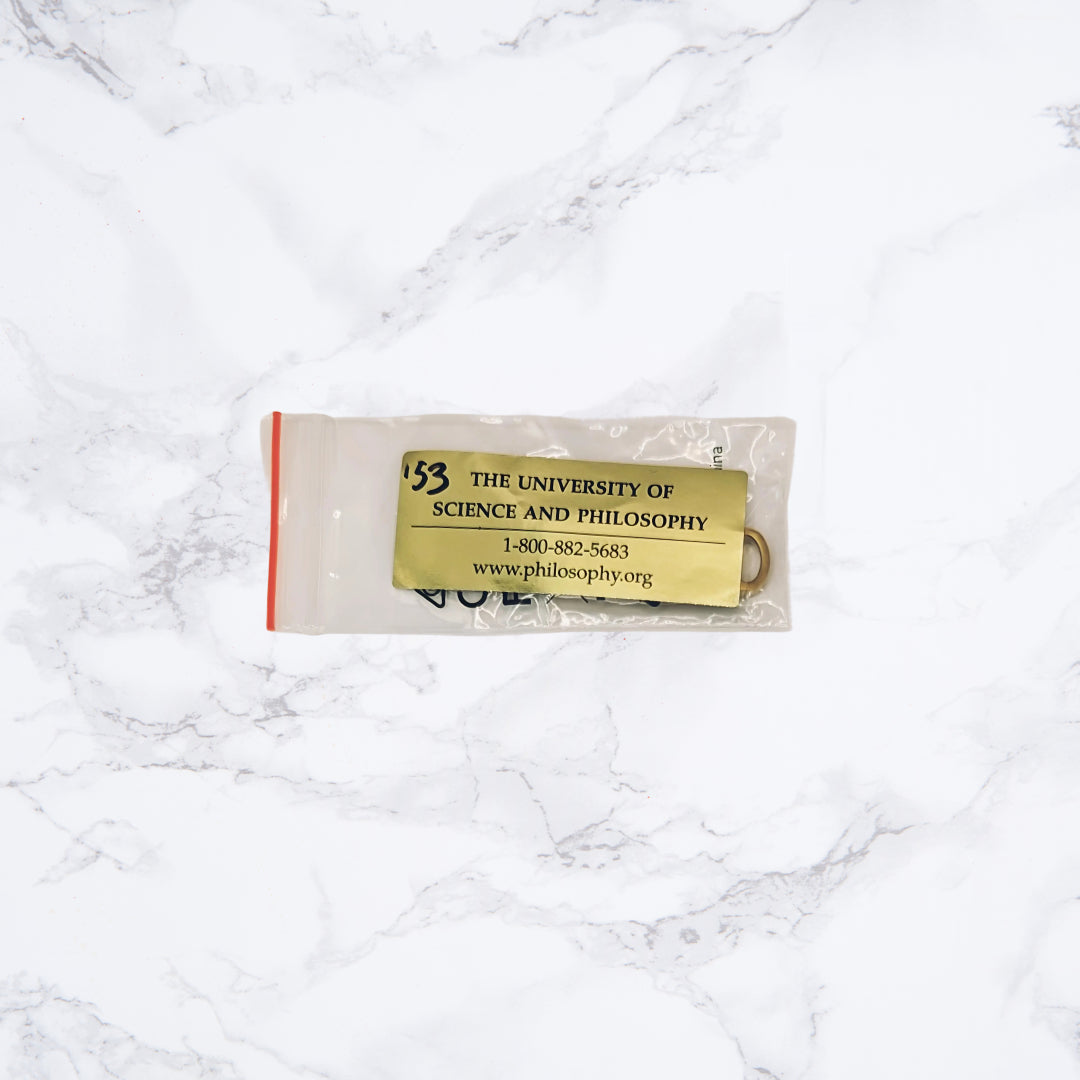 '53
THE UNIVERSITY OF
SCIENCE AND PHILOSOPHY
1-800-882-5683
www.philosophy.org